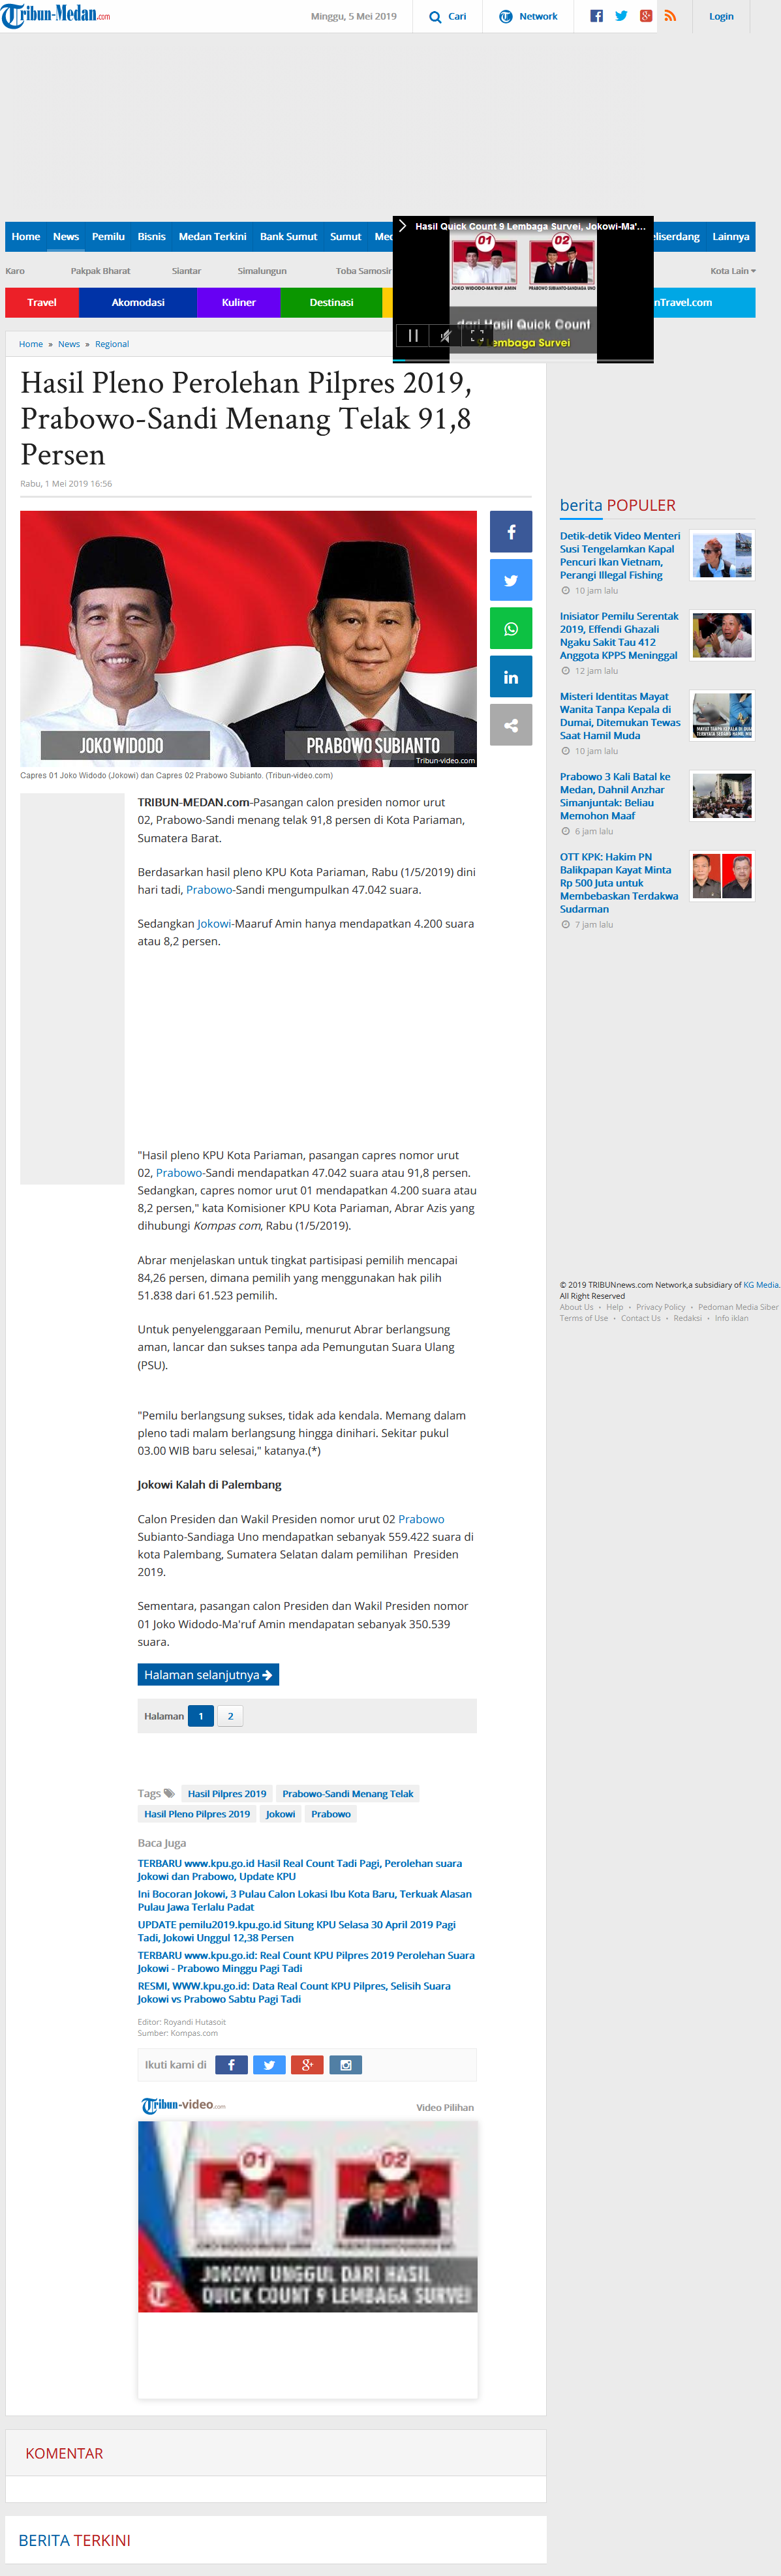 Tribun-Medan.com
Minggu, 5 Mei 2019
Cari
Network
Login
Home News Pemilu Bisnis Medan Terkini Bank Sumut Sumut
Lainnya
Hasil Quick Count 9 Lembaga Survei, Jokowi-Ma'...
01
02
JOKO WIDODO-MA'RUF AMIN
PRABOWO SUBIANTO-SANDIAGA UNO
dari Hasil Quick Count
9 Lembaga Survei
Karo Pakpak Bharat Siantar Simalungun Toba Samosir
Kota Lain
Travel Akomodasi Kuliner Destinasi
nTravel.com
Home » News » Regional
Hasil Pleno Perolehan Pilpres 2019,
Prabowo-Sandi Menang Telak 91,8
Persen
Rabu, 1 Mei 2019 16:56
JOKO WIDODO
PRABOWO SUBIANTO
Tribun-video.com
Capres 01 Joko Widodo (Jokowi) dan Capres 02 Prabowo Subianto. (Tribun-video.com)
TRIBUN-MEDAN.com-Pasangan calon presiden nomor urut
02, Prabowo-Sandi menang telak 91,8 persen di Kota Pariaman,
Sumatera Barat.
Berdasarkan hasil pleno KPU Kota Pariaman, Rabu (1/5/2019) dini
hari tadi, Prabowo-Sandi mengumpulkan 47.042 suara.
Sedangkan Jokowi-Maaruf Amin hanya mendapatkan 4.200 suara
atau 8,2 persen.
"Hasil pleno KPU Kota Pariaman, pasangan capres nomor urut
02, Prabowo-Sandi mendapatkan 47.042 suara atau 91,8 persen.
Sedangkan, capres nomor urut 01 mendapatkan 4.200 suara atau
8,2 persen," kata Komisioner KPU Kota Pariaman, Abrar Azis yang
dihubungi Kompas com, Rabu (1/5/2019).
Abrar menjelaskan untuk tingkat partisipasi pemilih mencapai
84,26 persen, dimana pemilih yang menggunakan hak pilih
51.838 dari 61.523 pemilih.
Untuk penyelenggaraan Pemilu, menurut Abrar berlangsung
aman, lancar dan sukses tanpa ada Pemungutan Suara Ulang
(PSU).
"Pemilu berlangsung sukses, tidak ada kendala. Memang dalam
pleno tadi malam berlangsung hingga dinihari. Sekitar pukul
03.00 WIB baru selesai," katanya.(*)
Jokowi Kalah di Palembang
Calon Presiden dan Wakil Presiden nomor urut 02 Prabowo
Subianto-Sandiaga Uno mendapatkan sebanyak 559.422 suara di
kota Palembang, Sumatera Selatan dalam pemilihan Presiden
2019.
Sementara, pasangan calon Presiden dan Wakil Presiden nomor
01 Joko Widodo-Ma'ruf Amin mendapatan sebanyak 350.539
suara.
Halaman selanjutnya
Halaman 1 2
Tags Hasil Pilpres 2019 Prabowo-Sandi Menang Telak
Hasil Pleno Pilpres 2019 Jokowi Prabowo
Baca Juga
TERBARU www.kpu.go.id Hasil Real Count Tadi Pagi, Perolehan suara
Jokowi dan Prabowo, Update KPU
Ini Bocoran Jokowi, 3 Pulau Calon Lokasi Ibu Kota Baru, Terkuak Alasan
Pulau Jawa Terlalu Padat
UPDATE pemilu2019.kpu.go.id Situng KPU Selasa 30 April 2019 Pagi
Tadi, Jokowi Unggul 12,38 Persen
TERBARU www.kpu.go.id: Real Count KPU Pilpres 2019 Perolehan Suara
Jokowi - Prabowo Minggu Pagi Tadi
RESMI, WWW.kpu.go.id: Data Real Count KPU Pilpres, Selisih Suara
Jokowi vs Prabowo Sabtu Pagi Tadi
Editor: Royandi Hutasoit
Sumber: Kompas.com
Ikuti kami di
Tribun-video.com
Video Pilihan
01
02
JOKOWI UNGGUL DARI HASIL
QUICK COUNT 9 LEMBAGA SURVEI
KOMENTAR
BERITA TERKINI
berita POPULER
Detik-detik Video Menteri
Susi Tengelamkan Kapal
Pencuri Ikan Vietnam,
Perangi Illegal Fishing
10 jam lalu
Inisiator Pemilu Serentak
2019, Effendi Ghazali
Ngaku Sakit Tau 412
Anggota KPPS Meninggal
12 jam lalu
Misteri Identitas Mayat
Wanita Tanpa Kepala di
Dumai, Ditemukan Tewas
Saat Hamil Muda
10 jam lalu
Prabowo 3 Kali Batal ke
Medan, Dahnil Anzhar
Simanjuntak: Beliau
Memohon Maaf
6 jam lalu
OTT KPK: Hakim PN
Balikpapan Kayat Minta
Rp 500 Juta untuk
Membebaskan Terdakwa
Sudarman
7 jam lalu
© 2019 TRIBUNnews.com Network,a subsidiary of KG Media.
All Right Reserved
About Us • Help • Privacy Policy • Pedoman Media Siber
Terms of Use • Contact Us • Redaksi • Info iklan